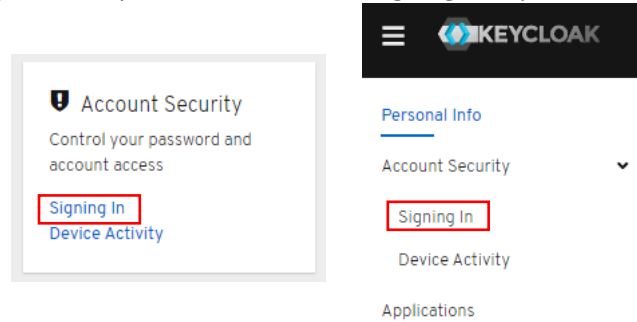 Account Security
Control your password and
account access
Signing In
Device Activity
KEYCLOAK
Personal Info
Account Security
Signing In
Device Activity
Applications